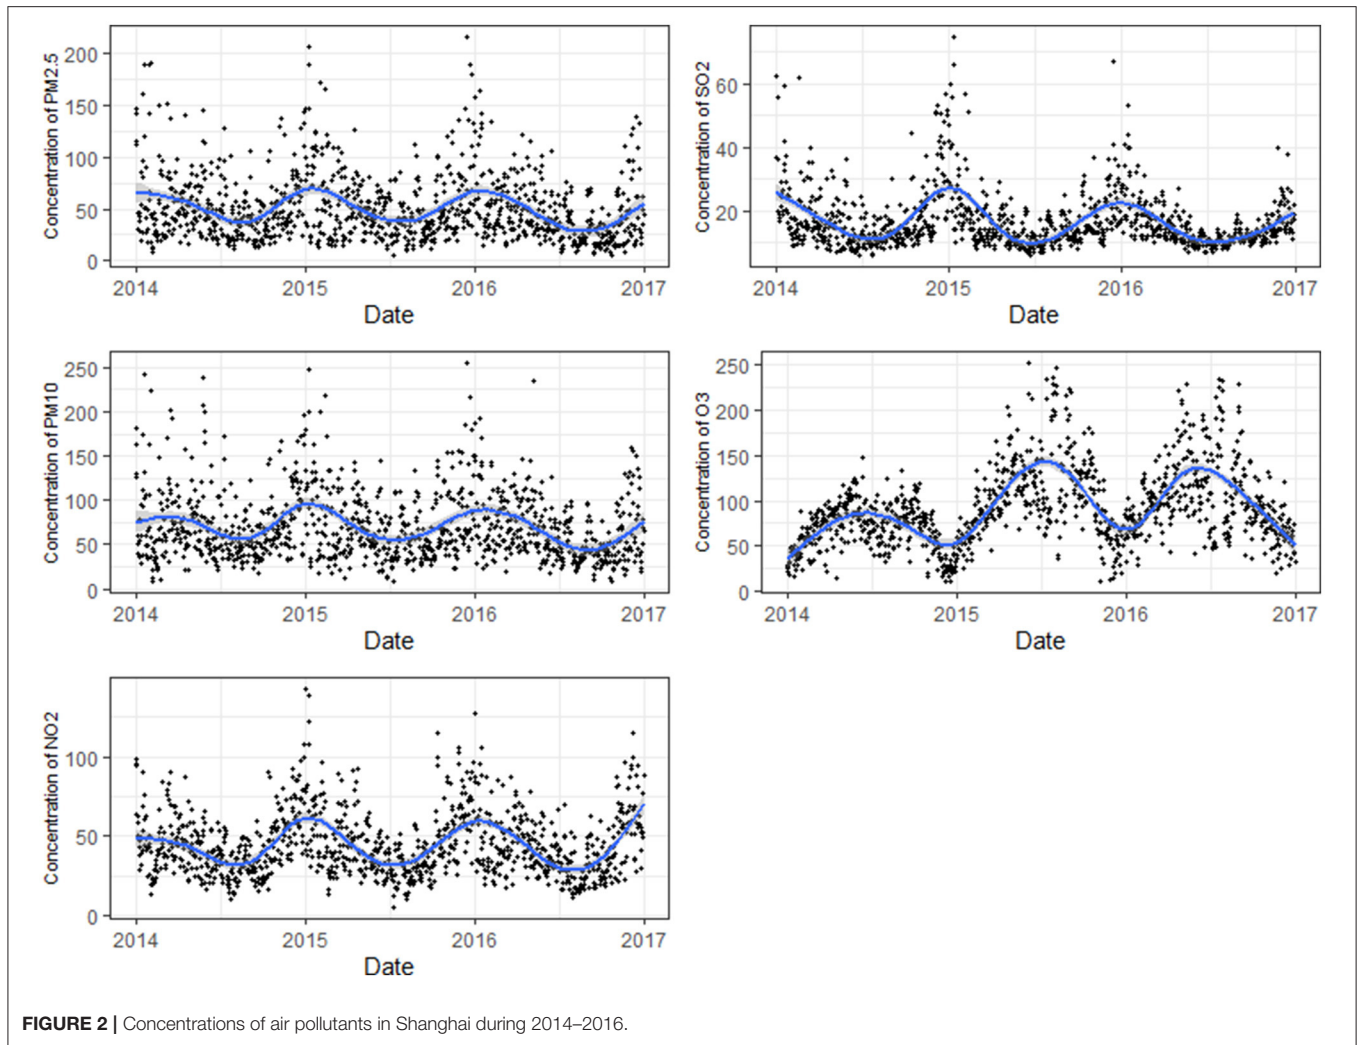 Concentration of PM2.5
200
150
100
50
0
2014 2015 2016 2017
Date
Concentration of SO2
60
40
20
2014 2015 2016 2017
Date
Concentration of PM10
250
200
150
100
50
0
2014 2015 2016 2017
Date
Concentration of O3
250
200
150
100
50
0
2014 2015 2016 2017
Date
Concentration of NO2
100
50
0
2014 2015 2016 2017
Date
FIGURE 2 | Concentrations of air pollutants in Shanghai during 2014–2016.